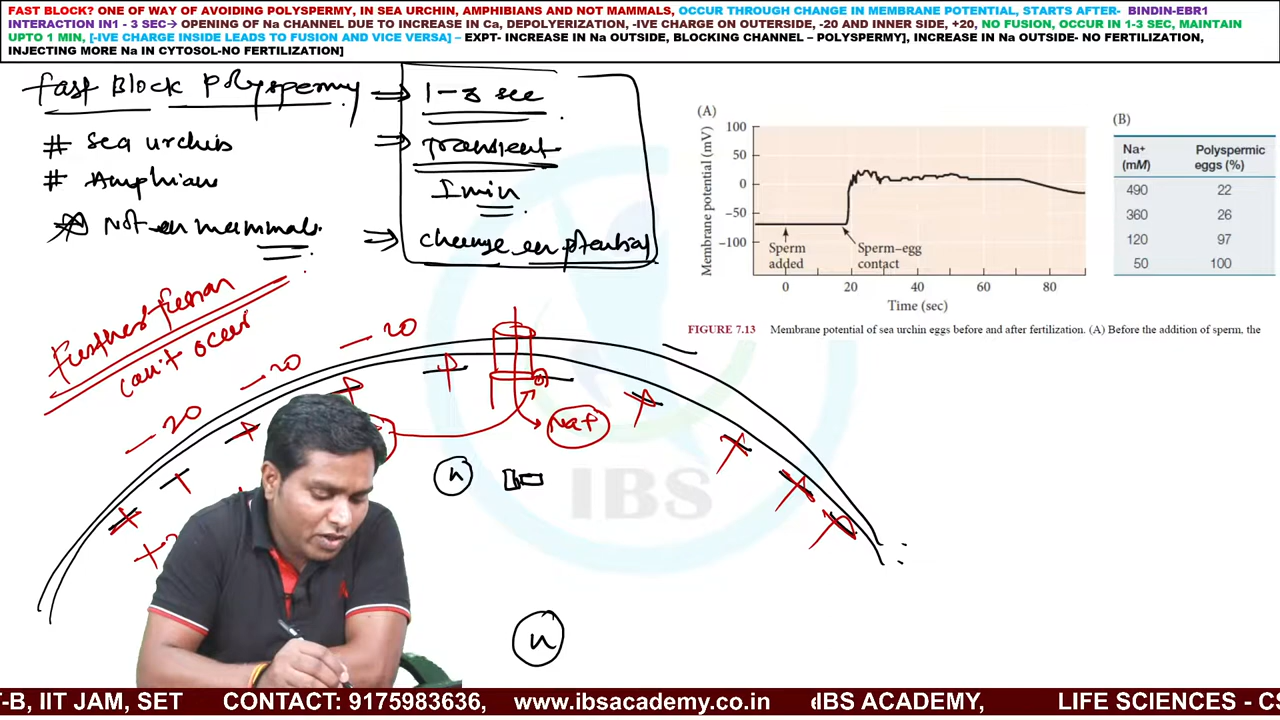 FAST BLOCK? ONE OF WAY OF AVOIDING POLYSPERMY, IN SEA URCHIN, AMPHIBIANS AND NOT MAMMALS, OCCUR THROUGH CHANGE IN MEMBRANE POTENTIAL, STARTS AFTER- BINDIN-EBR1
INTERACTION IN1 - 3 SEC→ OPENING OF Na CHANNEL DUE TO INCREASE IN Ca, DEPOLYERIZATION, -IVE CHARGE ON OUTERSIDE, -20 AND INNER SIDE, +20, NO FUSION, OCCUR IN 1-3 SEC, MAINTAIN
UPTO 1 MIN, [-IVE CHARGE INSIDE LEADS TO FUSION AND VICE VERSA] – EXPT- INCREASE IN Na OUTSIDE, BLOCKING CHANNEL – POLYSPERMY], INCREASE IN Na OUTSIDE- NO FERTILIZATION,
INJECTING MORE Na IN CYTOSOL-NO FERTILIZATION]
Fast Block Polyspermy ⇒ 1-3 sec
# Sea urchin ⇒ transient
# Amphians
1 min
Not en mammals.
⇒ change en potential
Further fusion
can't occur
-20
-20
-20
Na+
n
n
IBS
(A)
Membrane potential (mV)
100
50
0
-50
-100
Sperm
added
Sperm–egg
contact
0 20 40 60 80
Time (sec)
(B)
Na+
(mM)
Polyspermic
eggs (%)
490 22
360 26
120 97
50 100
FIGURE 7.13 Membrane potential of sea urchin eggs before and after fertilization. (A) Before the addition of sperm, the
T-B, IIT JAM, SET CONTACT: 9175983636, www.ibsacademy.co.in IBS ACADEMY, LIFE SCIENCES - CS